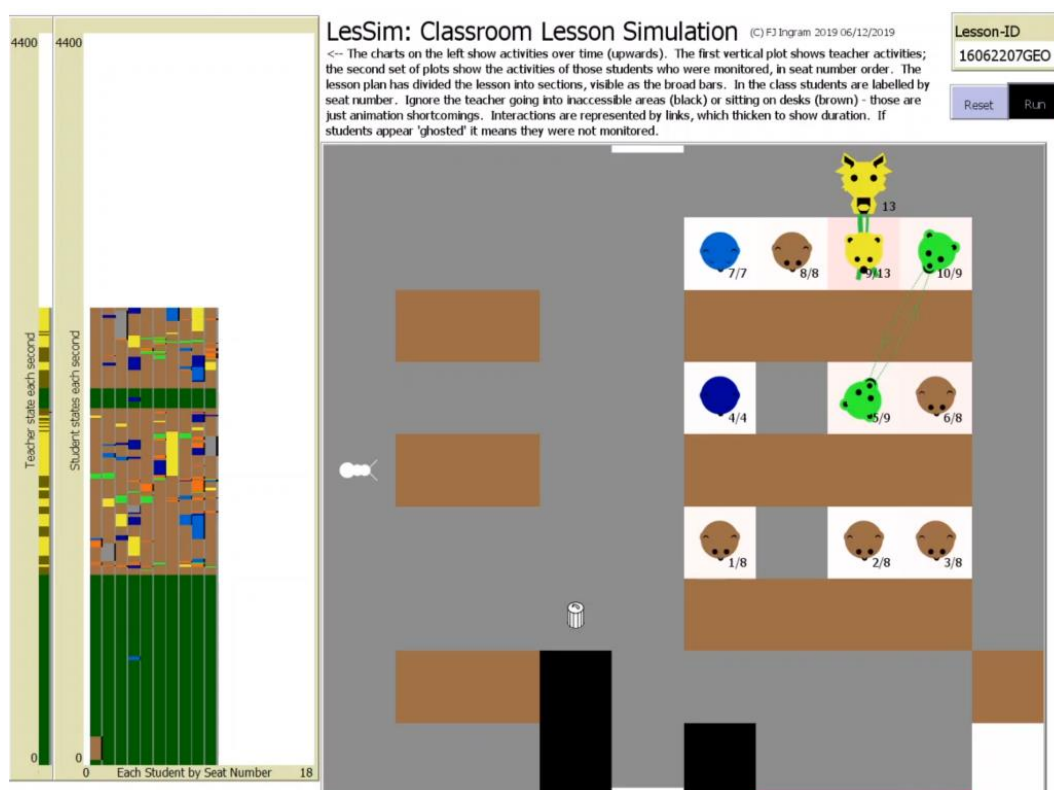 LesSim: Classroom Lesson Simulation (C) FJ Ingram 2019 06/12/2019
<-- The charts on the left show activities over time (upwards). The first vertical plot shows teacher activities;
the second set of plots show the activities of those students who were monitored, in seat number order. The
lesson plan has divided the lesson into sections, visible as the broad bars. In the class students are labelled by
seat number. Ignore the teacher going into inaccessible areas (black) or sitting on desks (brown) - those are
just animation shortcomings. Interactions are represented by links, which thicken to show duration. If
students appear 'ghosted' it means they were not monitored.
Lesson-ID
16062207GEO
Reset
Run
4400
4400
Teacher state each second
Student states each second
0
0
0
Each Student by Seat Number
18
13
7/7
8/8
9/13
10/9
4/4
5/9
6/8
1/8
2/8
3/8